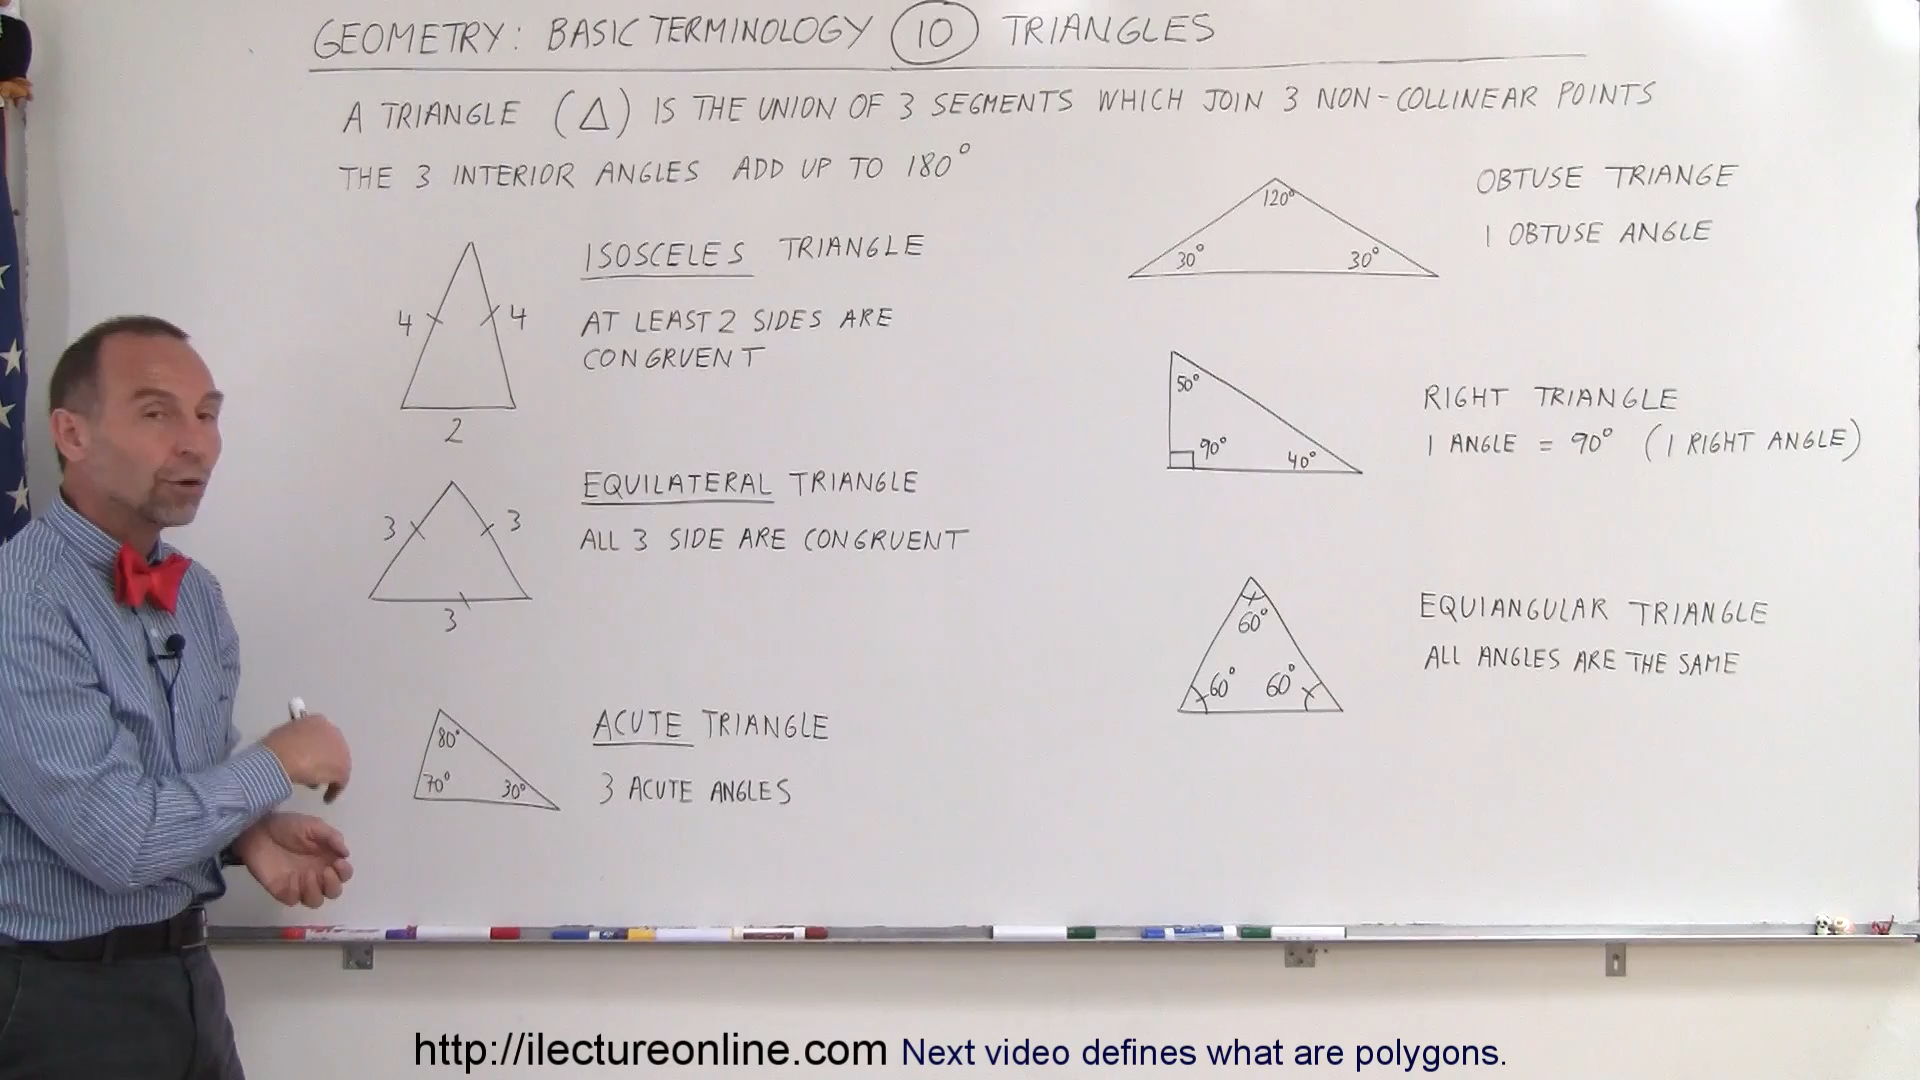 GEOMETRY: BASIC TERMINOLOGY 10 TRIANGLES
A TRIANGLE (△) IS THE UNION OF 3 SEGMENTS WHICH JOIN 3 NON-COLLINEAR POINTS
THE 3 INTERIOR ANGLES ADD UP TO 180°
ISOSCELES TRIANGLE
AT LEAST 2 SIDES ARE
CONGRUENT
4
4
2
EQUILATERAL TRIANGLE
ALL 3 SIDE ARE CONGRUENT
3
3
3
ACUTE TRIANGLE
3 ACUTE ANGLES
80°
70°
30°
OBTUSE TRIANGE
1 OBTUSE ANGLE
120°
30°
30°
RIGHT TRIANGLE
1 ANGLE = 90° (1 RIGHT ANGLE)
50°
90°
40°
EQUIANGULAR TRIANGLE
ALL ANGLES ARE THE SAME
60°
60°
60°
http://ilectureonline.com Next video defines what are polygons.